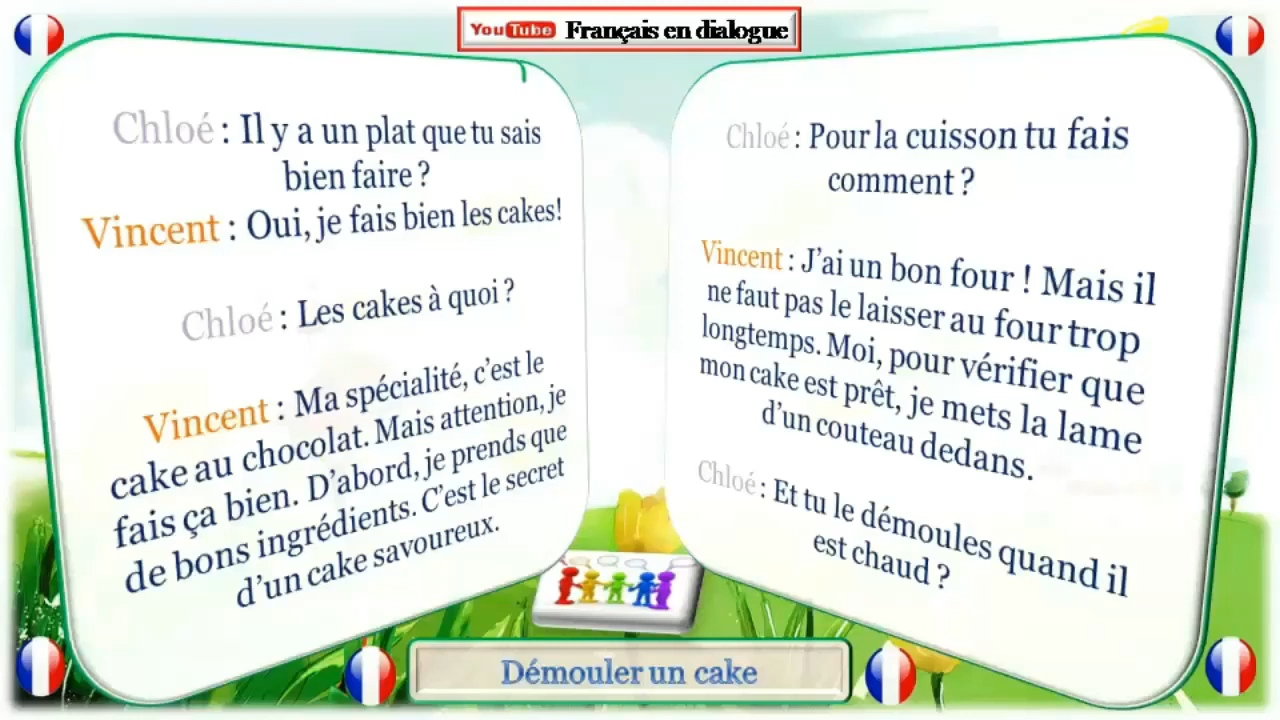 YouTube Français en dialogue
Chloé : Il y a un plat que tu sais
bien faire ?
Vincent : Oui, je fais bien les cakes!
Chloé : Les cakes à quoi ?
Vincent : Ma spécialité, c’est le
cake au chocolat. Mais attention, je
fais ça bien. D’abord, je prends que
de bons ingrédients. C’est le secret
d’un cake savoureux.
Chloé : Pour la cuisson tu fais
comment ?
Vincent : J’ai un bon four ! Mais il
ne faut pas le laisser au four trop
longtemps. Moi, pour vérifier que
mon cake est prêt, je mets la lame
d’un couteau dedans.
Chloé : Et tu le démoules quand il
est chaud ?
Démouler un cake